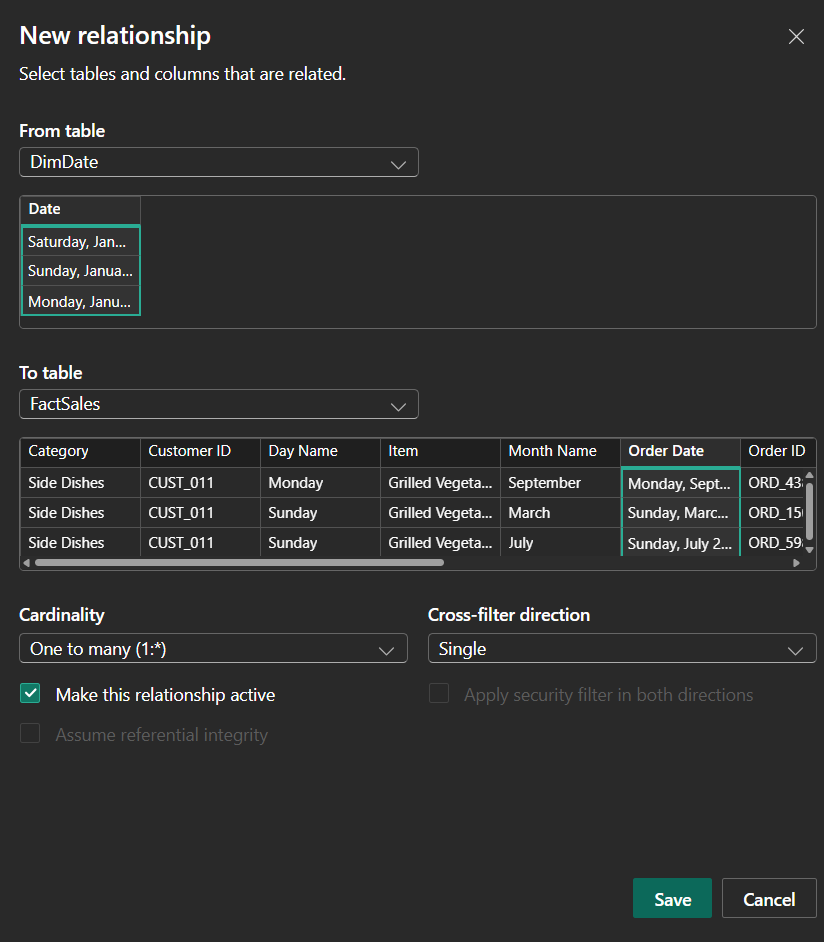 New relationship
Select tables and columns that are related.
From table
DimDate
Date
Saturday, Jan...
Sunday, Janua...
Monday, Janu...
To table
FactSales
Category Customer ID Day Name Item Month Name Order Date Order ID
Side Dishes CUST_011 Monday Grilled Vegeta... September Monday, Sept... ORD_43
Side Dishes CUST_011 Sunday Grilled Vegeta... March Sunday, Marc... ORD_15
Side Dishes CUST_011 Sunday Grilled Vegeta... July Sunday, July 2... ORD_59
Cardinality Cross-filter direction
One to many (1:*) Single
Make this relationship active Apply security filter in both directions
Assume referential integrity
Save Cancel